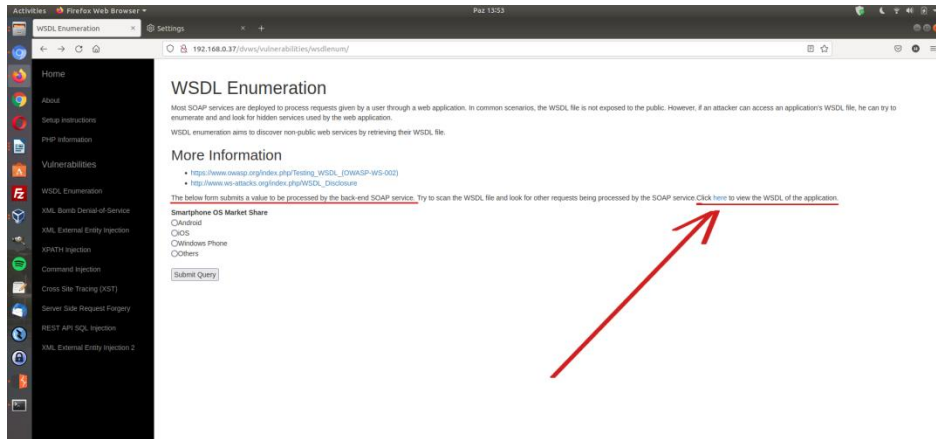 Activities Firefox Web Browser Paz 13:53
WSDL Enumeration × Settings × +
192.168.0.37/dvws/vulnerabilities/wsdlenum/
Home
About
Setup Instructions
PHP Information
Vulnerabilities
WSDL Enumeration
XML Bomb Denial-of-Service
XML External Entity Injection
XPATH Injection
Command Injection
Cross Site Tracing (XST)
Server Side Request Forgery
REST API SQL Injection
XML External Entity Injection 2
WSDL Enumeration
Most SOAP services are deployed to process requests given by a user through a web application. In common scenarios, the WSDL file is not exposed to the public. However, if an attacker can access an application's WSDL file, he can try to
enumerate and and look for hidden services used by the web application.
WSDL enumeration aims to discover non-public web services by retrieving their WSDL file.
More Information
https://www.owasp.org/index.php/Testing_WSDL_(OWASP-WS-002)
http://www.ws-attacks.org/index.php/WSDL_Disclosure
The below form submits a value to be processed by the back-end SOAP service. Try to scan the WSDL file and look for other requests being processed by the SOAP service.Click here to view the WSDL of the application.
Smartphone OS Market Share
Android
iOS
Windows Phone
Others
Submit Query